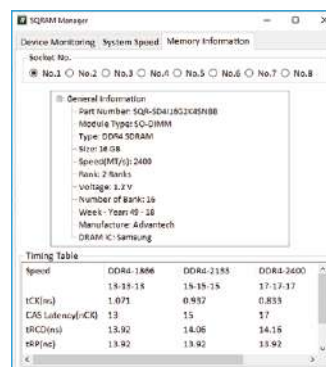 SQRAM Manager
Device Monitoring System Speed Memory Information
Socket No.
No.1 No.2 No.3 No.4 No.5 No.6 No.7 No.8
General Information
Part Number: SQR-SD4I16G2K4SNBB
Module Type: SO-DIMM
Type: DDR4 SDRAM
Size: 16 GB
Speed(MT/s): 2400
Rank: 2 Ranks
Voltage: 1.2 V
Number of Bank: 16
Week - Year: 49 - 18
Manufacture: Advantech
DRAM IC: Samsung
Timing Table
Speed DDR4-1866 DDR4-2133 DDR4-2400
13-13-13 15-15-15 17-17-17
tCK(ns) 1.071 0.937 0.833
CAS Latency(nCK) 13 15 17
tRCD(ns) 13.92 14.06 14.16
tRP(ns) 13.92 13.92 13.92